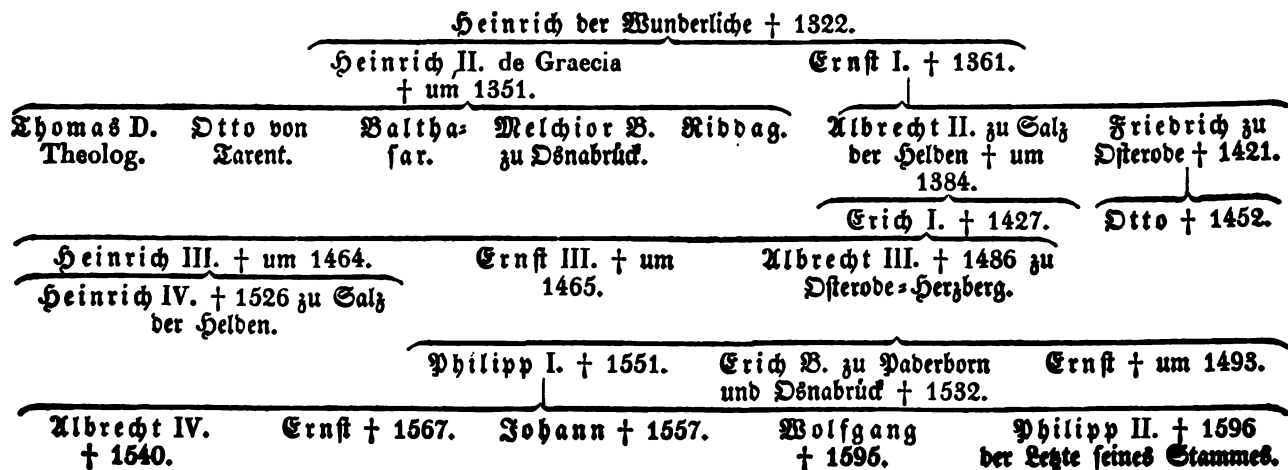 Heinrich der Wunderliche † 1322.
Heinrich II. de Graecia Ernst I. † 1361.
† um 1351.
Thomas D. Otto von Baltha= Melchior B. Riddag. Albrecht II. zu Salz Friedrich zu
Theolog. Tarent. sar. zu Osnabrück. der Helden † um Osterode † 1421.
1384.
Erich I. † 1427. Otto † 1452.
Heinrich III. † um 1464. Ernst III. † um Albrecht III. † 1486 zu
1465. Osterode=Herzberg.
Heinrich IV. † 1526 zu Salz
der Helden.
Philipp I. † 1551. Erich B. zu Paderborn Ernst † um 1493.
und Osnabrück † 1532.
Albrecht IV. Ernst † 1567. Johann † 1557. Wolfgang Philipp II. † 1596
† 1540. † 1595. der Letzte seines Stammes.